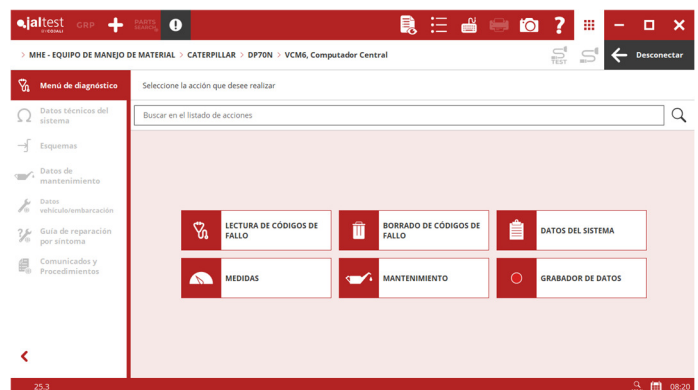 jaltest
BY COJALI
GRP
PARTS
SEARCH
> MHE - EQUIPO DE MANEJO DE MATERIAL > CATERPILLAR > DP70N > VCM6, Computador Central
TEST
Desconectar
Menú de diagnóstico
Seleccione la acción que desee realizar
Datos técnicos del
sistema
Buscar en el listado de acciones
Esquemas
Datos de
mantenimiento
Datos
vehículo/embarcación
Guía de reparación
por síntoma
Comunicados y
Procedimientos
LECTURA DE CÓDIGOS DE
FALLO
BORRADO DE CÓDIGOS DE
FALLO
DATOS DEL SISTEMA
MEDIDAS
MANTENIMIENTO
GRABADOR DE DATOS
25.3
08:20